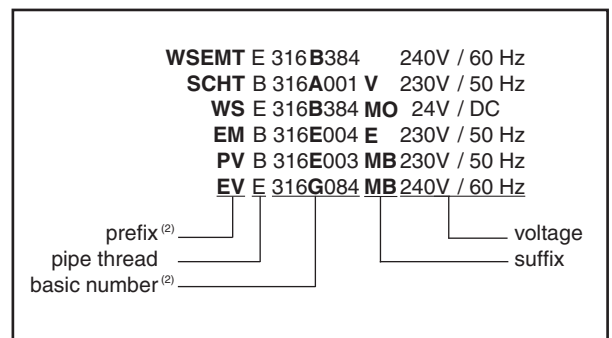 WSEMT E 316B384 240V / 60 Hz
SCHT B 316A001 V 230V / 50 Hz
WS E 316B384 MO 24V / DC
EM B 316E004 E 230V / 50 Hz
PV B 316E003 MB 230V / 50 Hz
EV E 316G084 MB 240V / 60 Hz
prefix (2) voltage
pipe thread suffix
basic number (2)